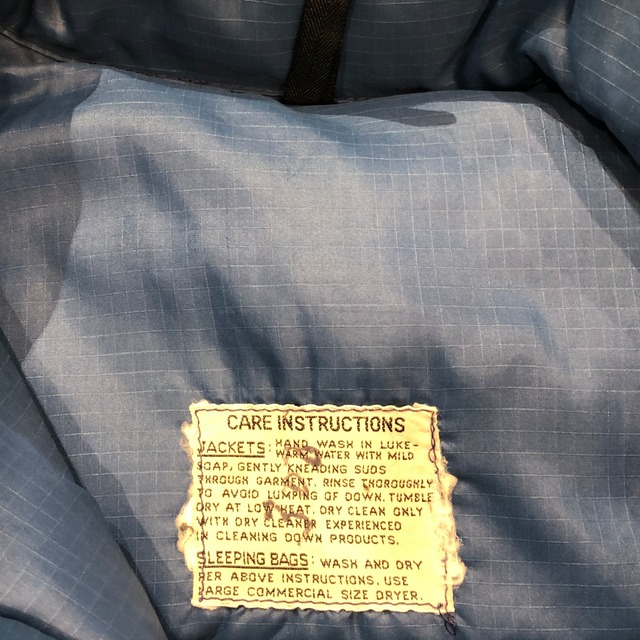 CARE INSTRUCTIONS
JACKETS: HAND WASH IN LUKE-
WARM WATER WITH MILD
SOAP, GENTLY KNEADING SUDS
THROUGH GARMENT. RINSE THOROUGHLY
TO AVOID LUMPING OF DOWN. TUMBLE
DRY AT LOW HEAT. DRY CLEAN ONLY
WITH DRY CLEANER EXPERIENCED
IN CLEANING DOWN PRODUCTS.
SLEEPING BAGS: WASH AND DRY
PER ABOVE INSTRUCTIONS. USE
LARGE COMMERCIAL SIZE DRYER.